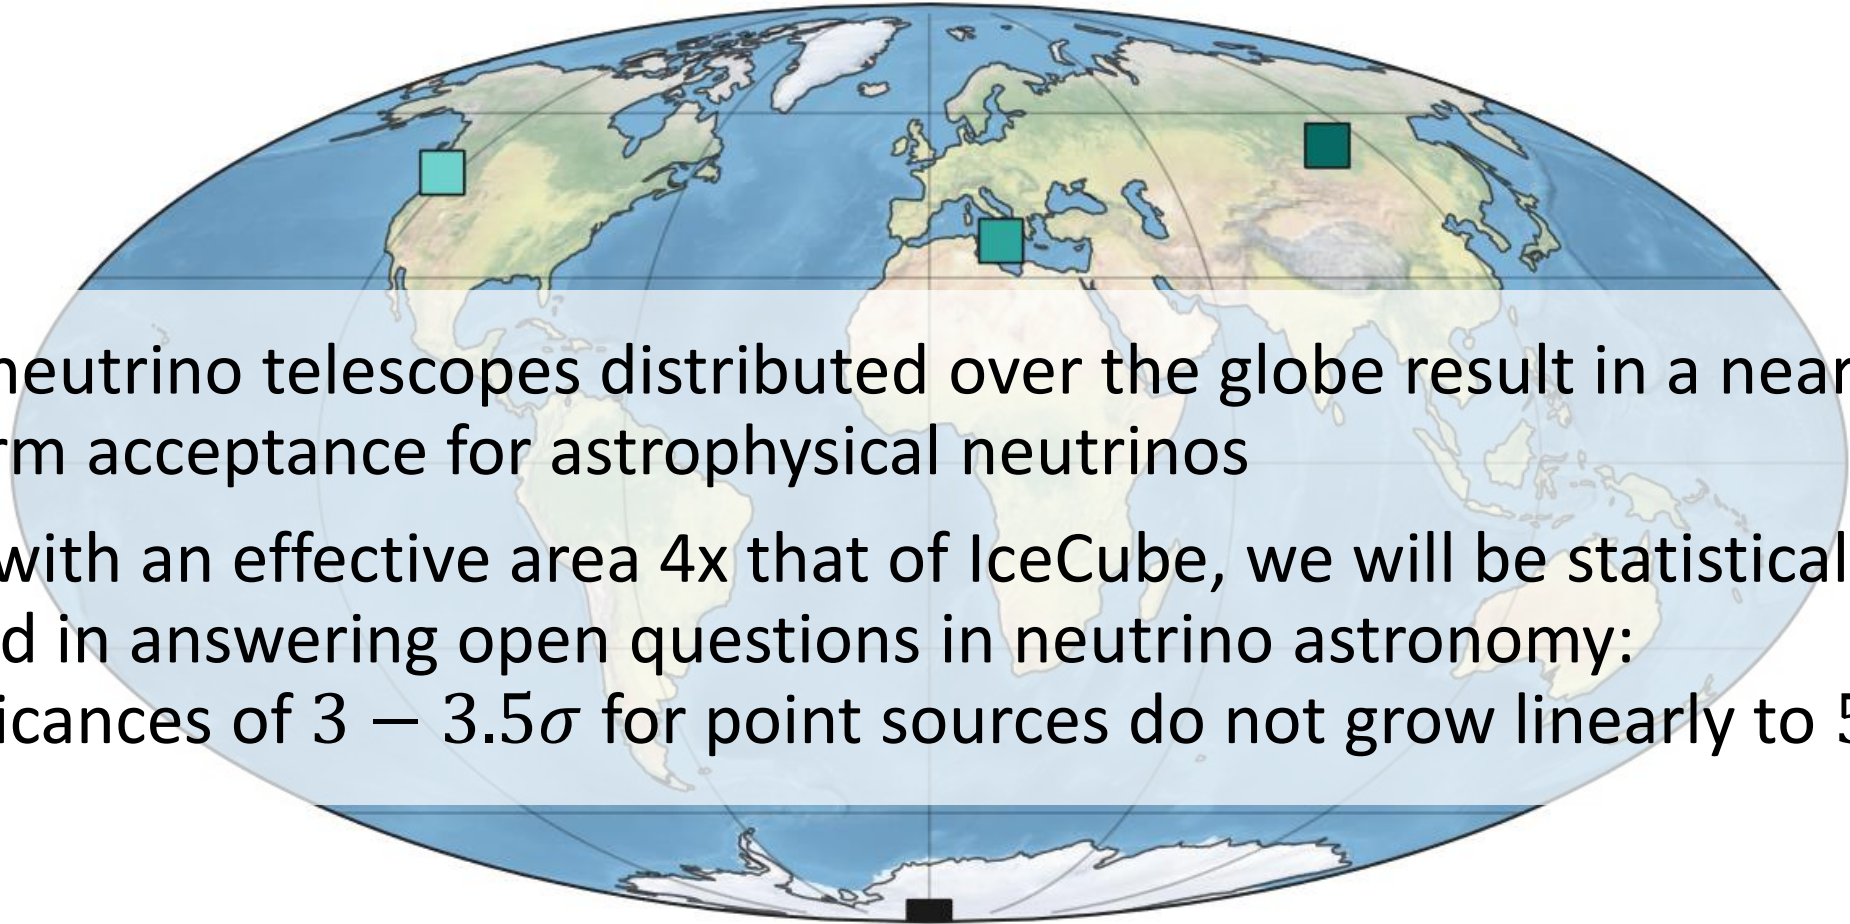 neutrino telescopes distributed over the globe result in a near
rm acceptance for astrophysical neutrinos
with an effective area 4x that of IceCube, we will be statistical
d in answering open questions in neutrino astronomy:
icances of 3 − 3.5σ for point sources do not grow linearly to 5